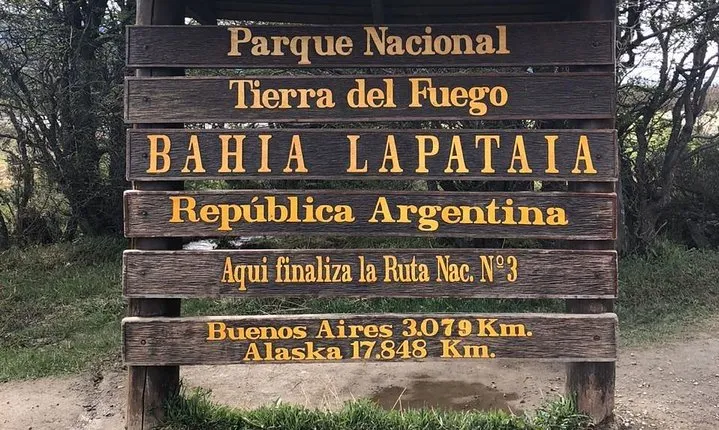 Parque Nacional
Tierra del Fuego
BAHIA LAPATAIA
República Argentina
Aqui finaliza la Ruta Nac. Nº3
Buenos Aires 3.079 Km.
Alaska 17.848 Km.